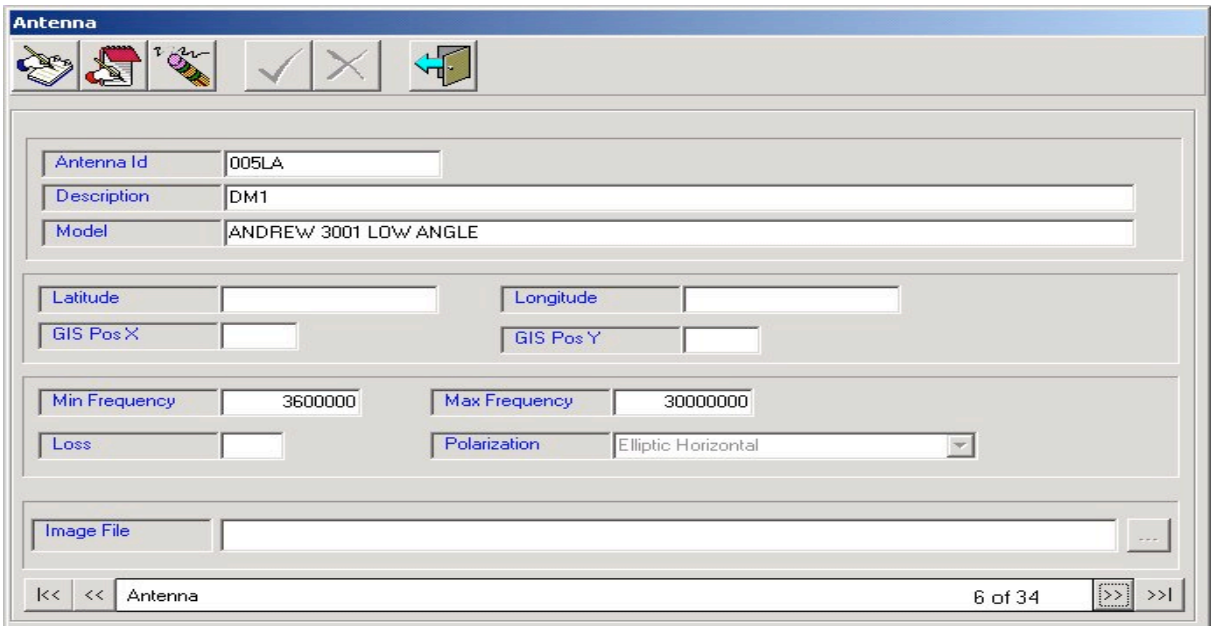 Antenna
Antenna Id 005LA
Description DM1
Model ANDREW 3001 LOW ANGLE
Latitude Longitude
GIS Pos X GIS Pos Y
Min Frequency 3600000 Max Frequency 30000000
Loss Polarization Elliptic Horizontal
Image File ...
|<< << Antenna 6 of 34 >> >>|